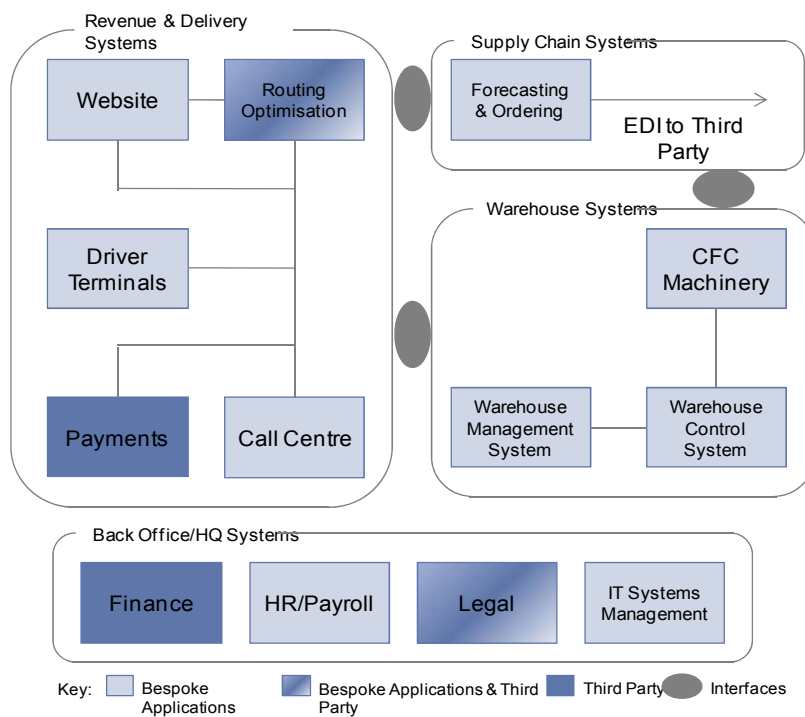 Revenue & Delivery
Systems
Website
Routing
Optimisation
Driver
Terminals
Payments
Call Centre
Supply Chain Systems
Forecasting
& Ordering
EDI to Third
Party
Warehouse Systems
CFC
Machinery
Warehouse
Management
System
Warehouse
Control
System
Back Office/HQ Systems
Finance
HR/Payroll
Legal
IT Systems
Management
Key:
Bespoke
Applications
Bespoke Applications & Third
Party
Third Party
Interfaces